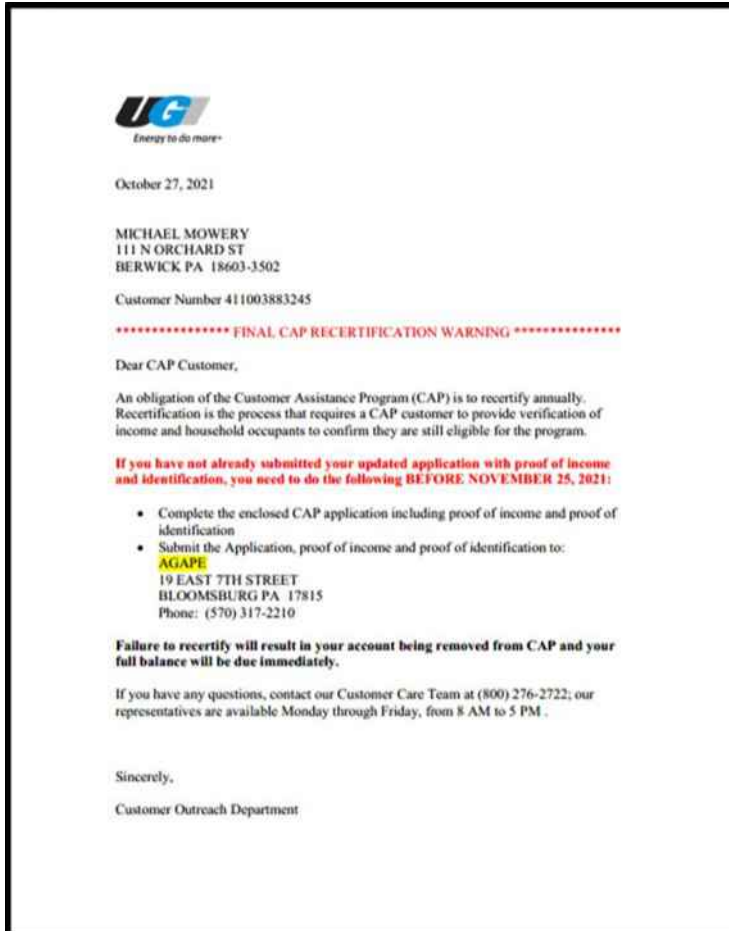 UGI
Energy to do more
October 27, 2021
MICHAEL MOWERY
111 N ORCHARD ST
BERWICK PA 18603-3502
Customer Number 411003883245
**************** FINAL CAP RECERTIFICATION WARNING ***************
Dear CAP Customer,
An obligation of the Customer Assistance Program (CAP) is to recertify annually.
Recertification is the process that requires a CAP customer to provide verification of
income and household occupants to confirm they are still eligible for the program.
If you have not already submitted your updated application with proof of income
and identification, you need to do the following BEFORE NOVEMBER 25, 2021:
• Complete the enclosed CAP application including proof of income and proof of
identification
• Submit the Application, proof of income and proof of identification to:
AGAPE
19 EAST 7TH STREET
BLOOMSBURG PA 17815
Phone: (570) 317-2210
Failure to recertify will result in your account being removed from CAP and your
full balance will be due immediately.
If you have any questions, contact our Customer Care Team at (800) 276-2722; our
representatives are available Monday through Friday, from 8 AM to 5 PM .
Sincerely,
Customer Outreach Department